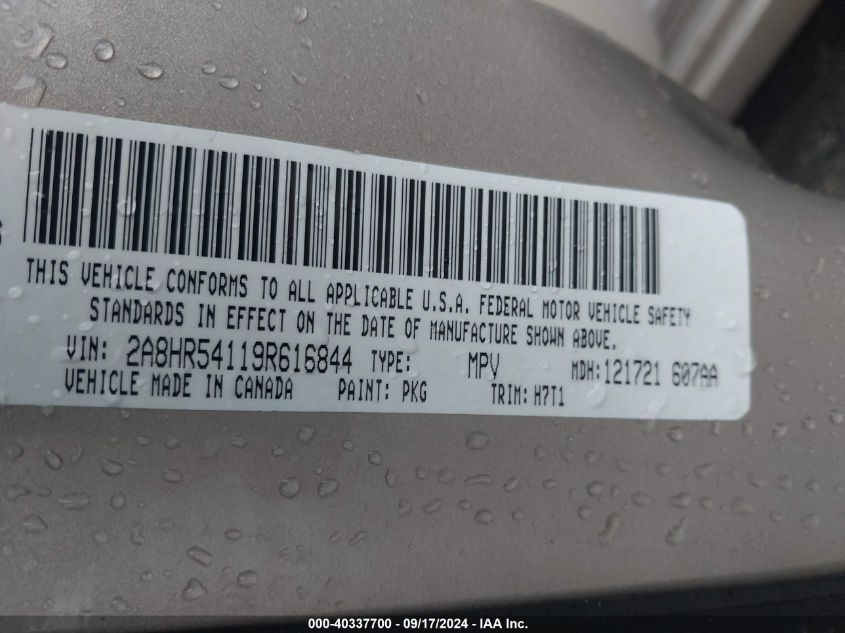 THIS VEHICLE CONFORMS TO ALL APPLICABLE U.S.A. FEDERAL MOTOR VEHICLE SAFETY
STANDARDS IN EFFECT ON THE DATE OF MANUFACTURE SHOWN ABOVE.
VIN: 2A8HR54119R616844 TYPE: MPV MDH:121721 607AA
VEHICLE MADE IN CANADA PAINT: PKG TRIM: H7T1
000-40337700 - 09/17/2024 - IAA Inc.